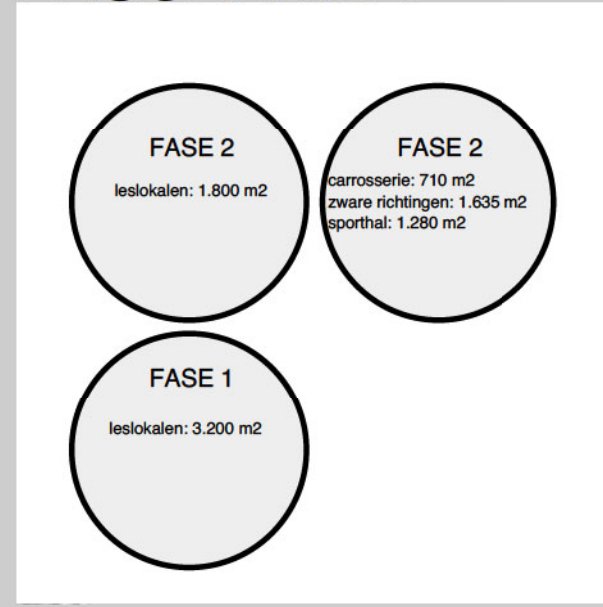 FASE 2
leslokalen: 1.800 m2
FASE 2
carrosserie: 710 m2
zware richtingen: 1.635 m2
sporthal: 1.280 m2
FASE 1
leslokalen: 3.200 m2